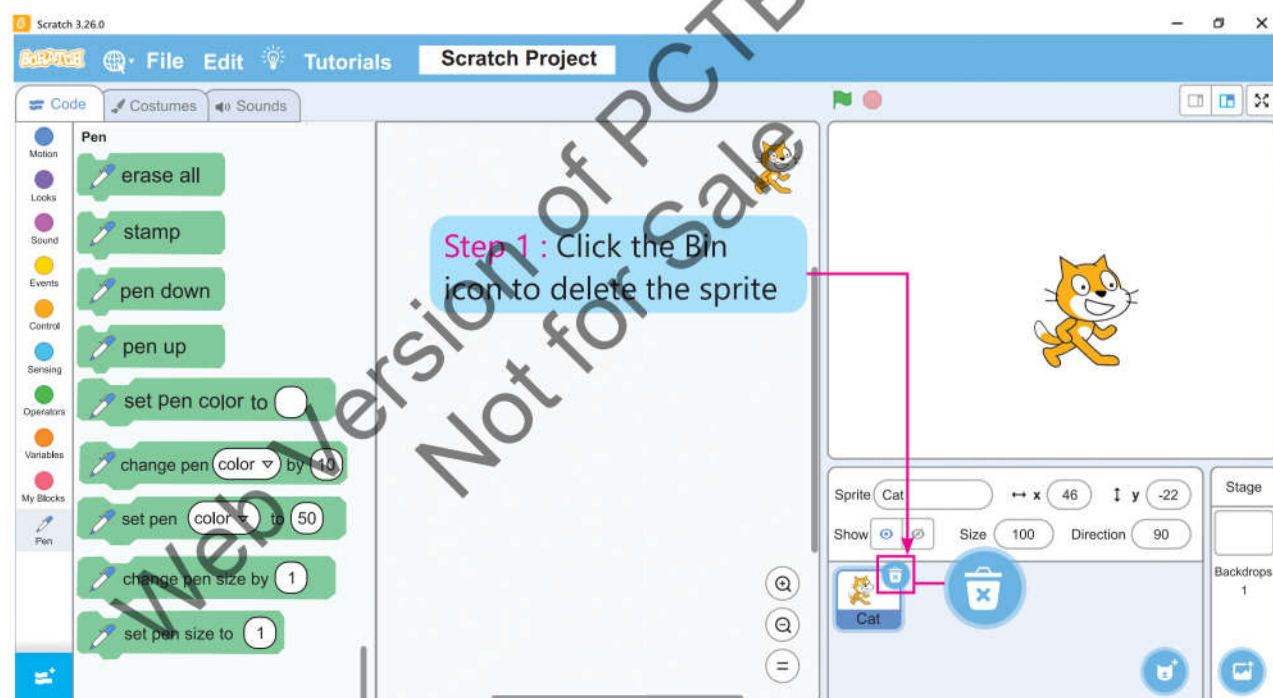 Scratch 3.26.0
SCRATCH File Edit Tutorials Scratch Project
Code Costumes Sounds
Motion
Looks
Sound
Events
Control
Sensing
Operators
Variables
My Blocks
Pen
Pen
erase all
stamp
pen down
pen up
set pen color to
change pen color by 10
set pen color to 50
change pen size by 1
set pen size to 1
Step 1 : Click the Bin
icon to delete the sprite
Sprite Cat x 46 y -22
Show Size 100 Direction 90
Cat
Stage
Backdrops
1
Web Version of PCTB
Not for Sale